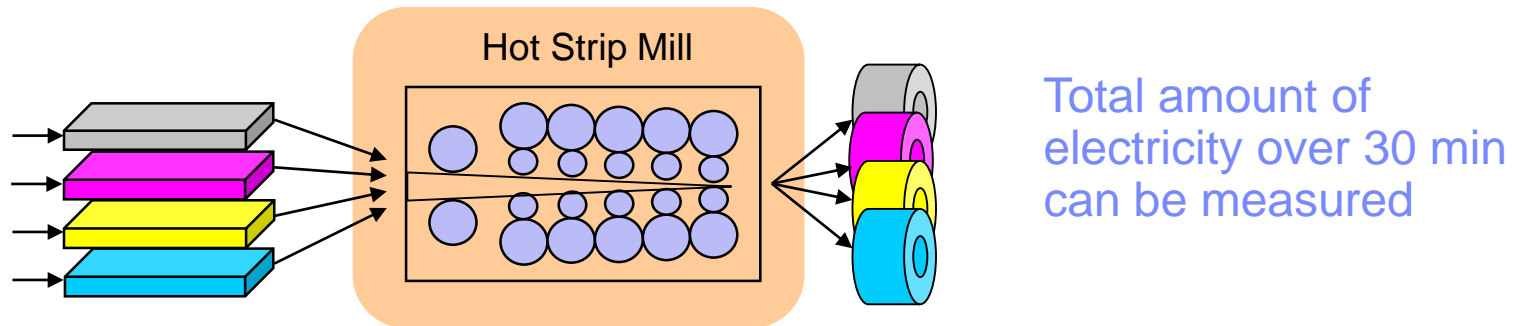 Hot Strip Mill
Total amount of
electricity over 30 min
can be measured